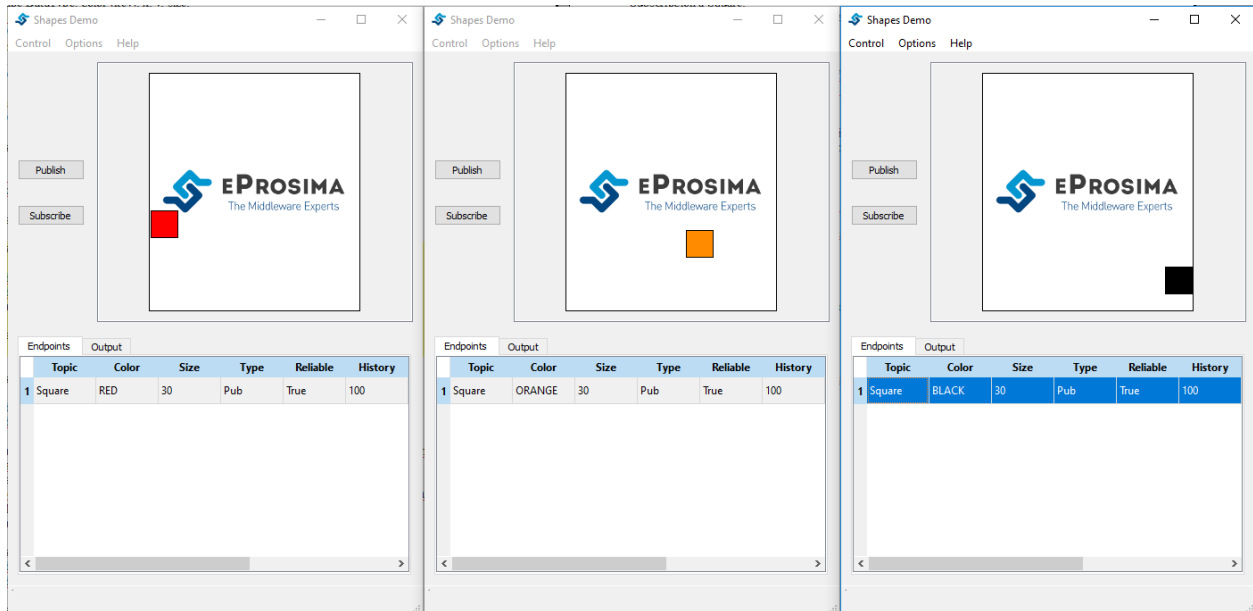 Shapes Demo
Control Options Help
Publish
Subscribe
EPROSIMA
The Middleware Experts
Endpoints Output
Topic Color Size Type Reliable History
1 Square RED 30 Pub True 100
Shapes Demo
Control Options Help
Publish
Subscribe
EPROSIMA
The Middleware Experts
Endpoints Output
Topic Color Size Type Reliable History
1 Square ORANGE 30 Pub True 100
Shapes Demo
Control Options Help
Publish
Subscribe
EPROSIMA
The Middleware Experts
Endpoints Output
Topic Color Size Type Reliable History
1 Square BLACK 30 Pub True 100